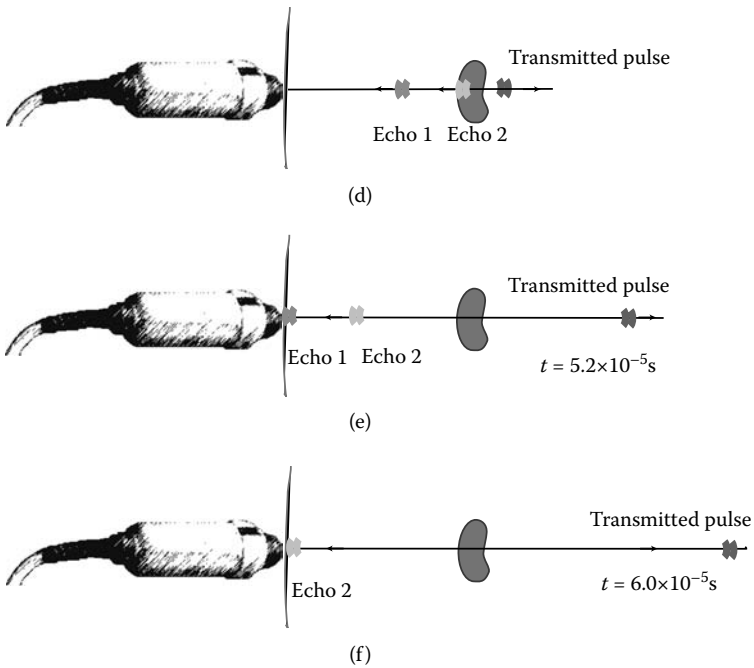 Transmitted pulse
Echo 1 Echo 2
(d)
Transmitted pulse
Echo 1 Echo 2
t = 5.2×10⁻⁵s
(e)
Transmitted pulse
t = 6.0×10⁻⁵s
Echo 2
(f)